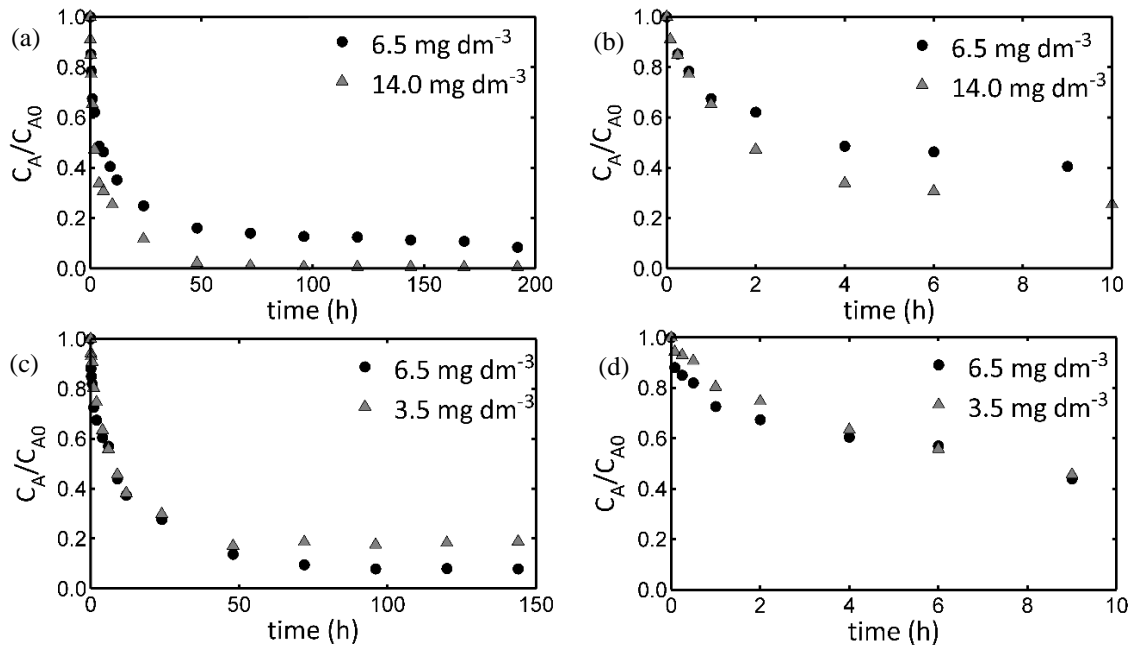 (a)
1.0
0.8
0.6
0.4
0.2
0.0
C_A/C_A0
6.5 mg dm⁻³
14.0 mg dm⁻³
0 50 100 150 200
time (h)
(b)
1.0
0.8
0.6
0.4
0.2
0.0
C_A/C_A0
6.5 mg dm⁻³
14.0 mg dm⁻³
0 2 4 6 8 10
time (h)
(c)
1.0
0.8
0.6
0.4
0.2
0.0
C_A/C_A0
6.5 mg dm⁻³
3.5 mg dm⁻³
0 50 100 150
time (h)
(d)
1.0
0.8
0.6
0.4
0.2
0.0
C_A/C_A0
6.5 mg dm⁻³
3.5 mg dm⁻³
0 2 4 6 8 10
time (h)